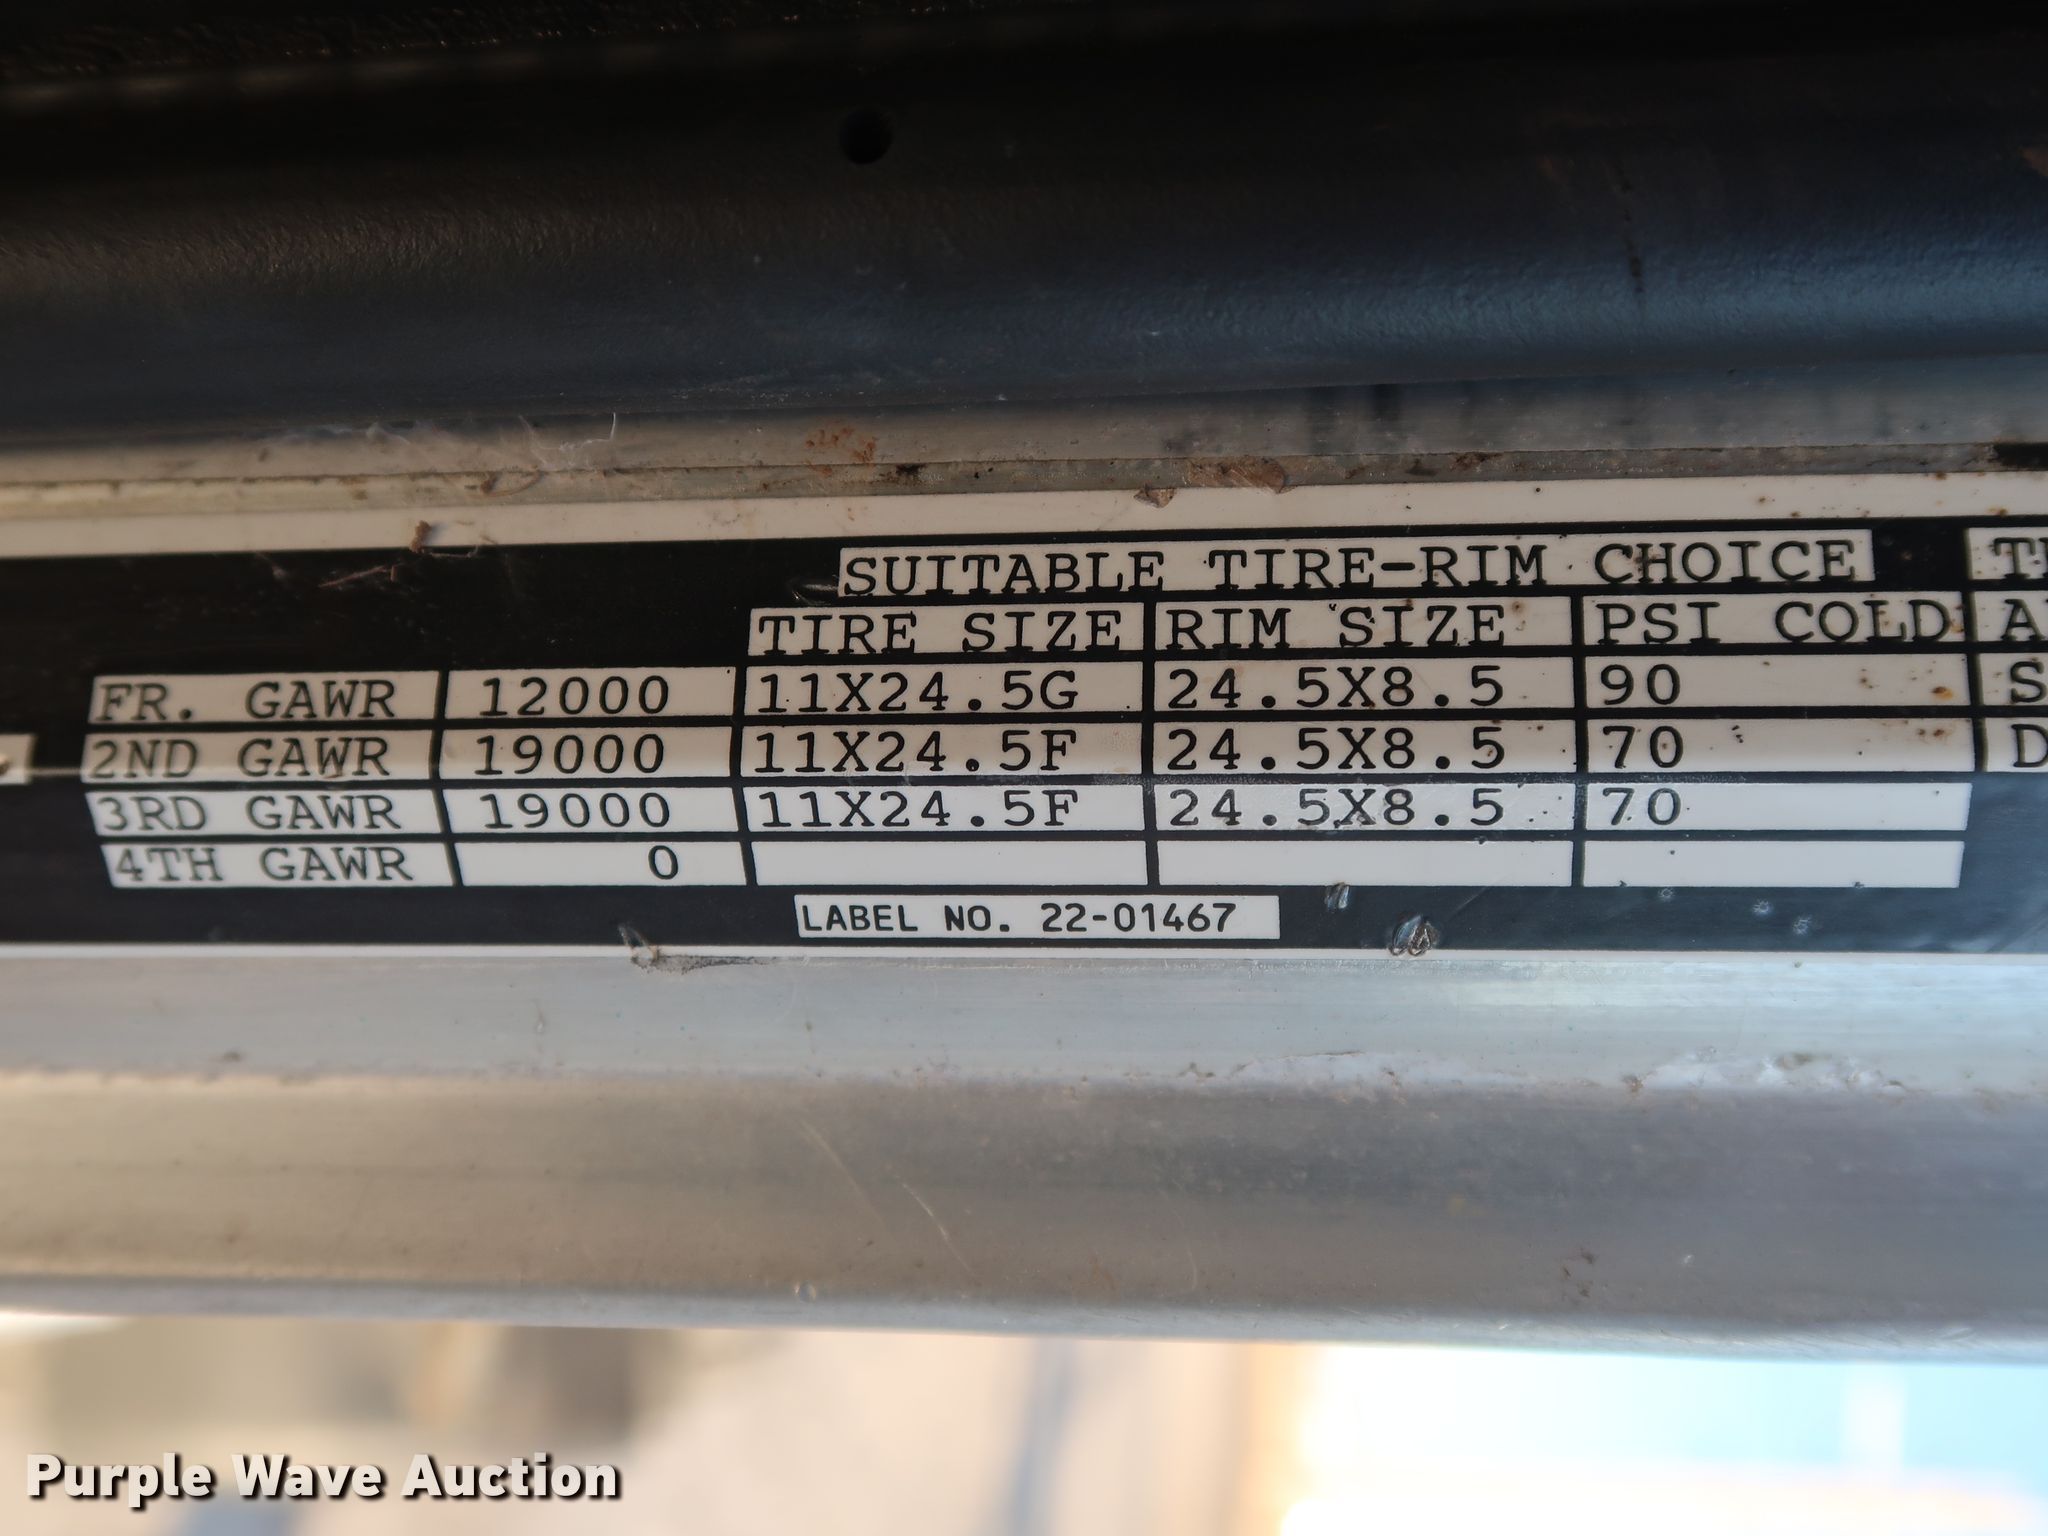 SUITABLE TIRE-RIM CHOICE
TIRE SIZE RIM SIZE PSI COLD
FR. GAWR 12000 11X24.5G 24.5X8.5 90
2ND GAWR 19000 11X24.5F 24.5X8.5 70
3RD GAWR 19000 11X24.5F 24.5X8.5 70
4TH GAWR 0
LABEL NO. 22-01467
Purple Wave Auction